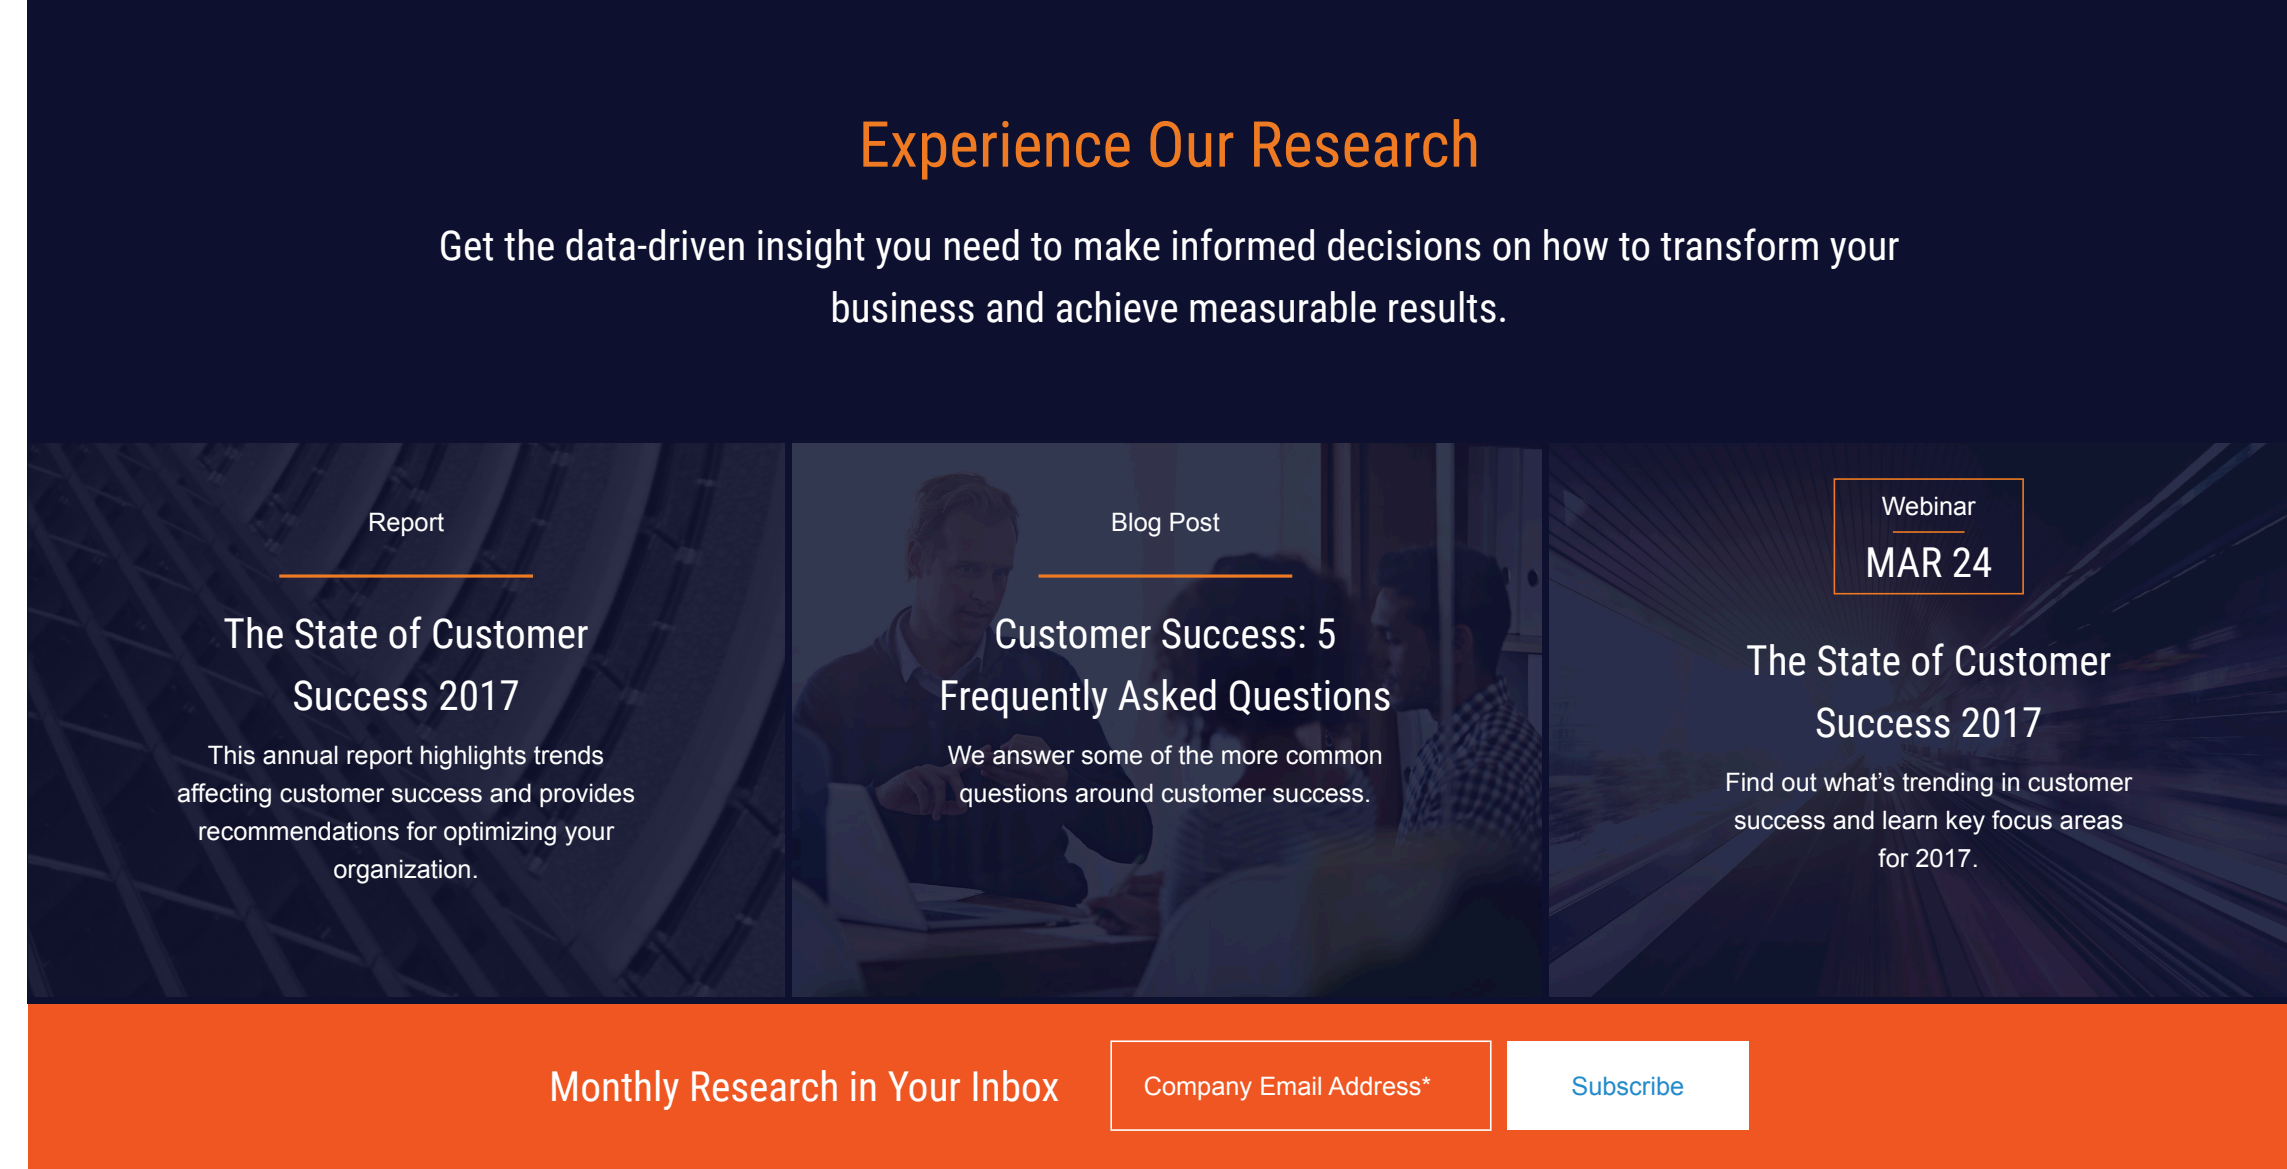 Experience Our Research
Get the data-driven insight you need to make informed decisions on how to transform your
business and achieve measurable results.
Report
The State of Customer
Success 2017
This annual report highlights trends
affecting customer success and provides
recommendations for optimizing your
organization.
Blog Post
Customer Success: 5
Frequently Asked Questions
We answer some of the more common
questions around customer success.
Webinar
MAR 24
The State of Customer
Success 2017
Find out what’s trending in customer
success and learn key focus areas
for 2017.
Monthly Research in Your Inbox
Company Email Address*
Subscribe